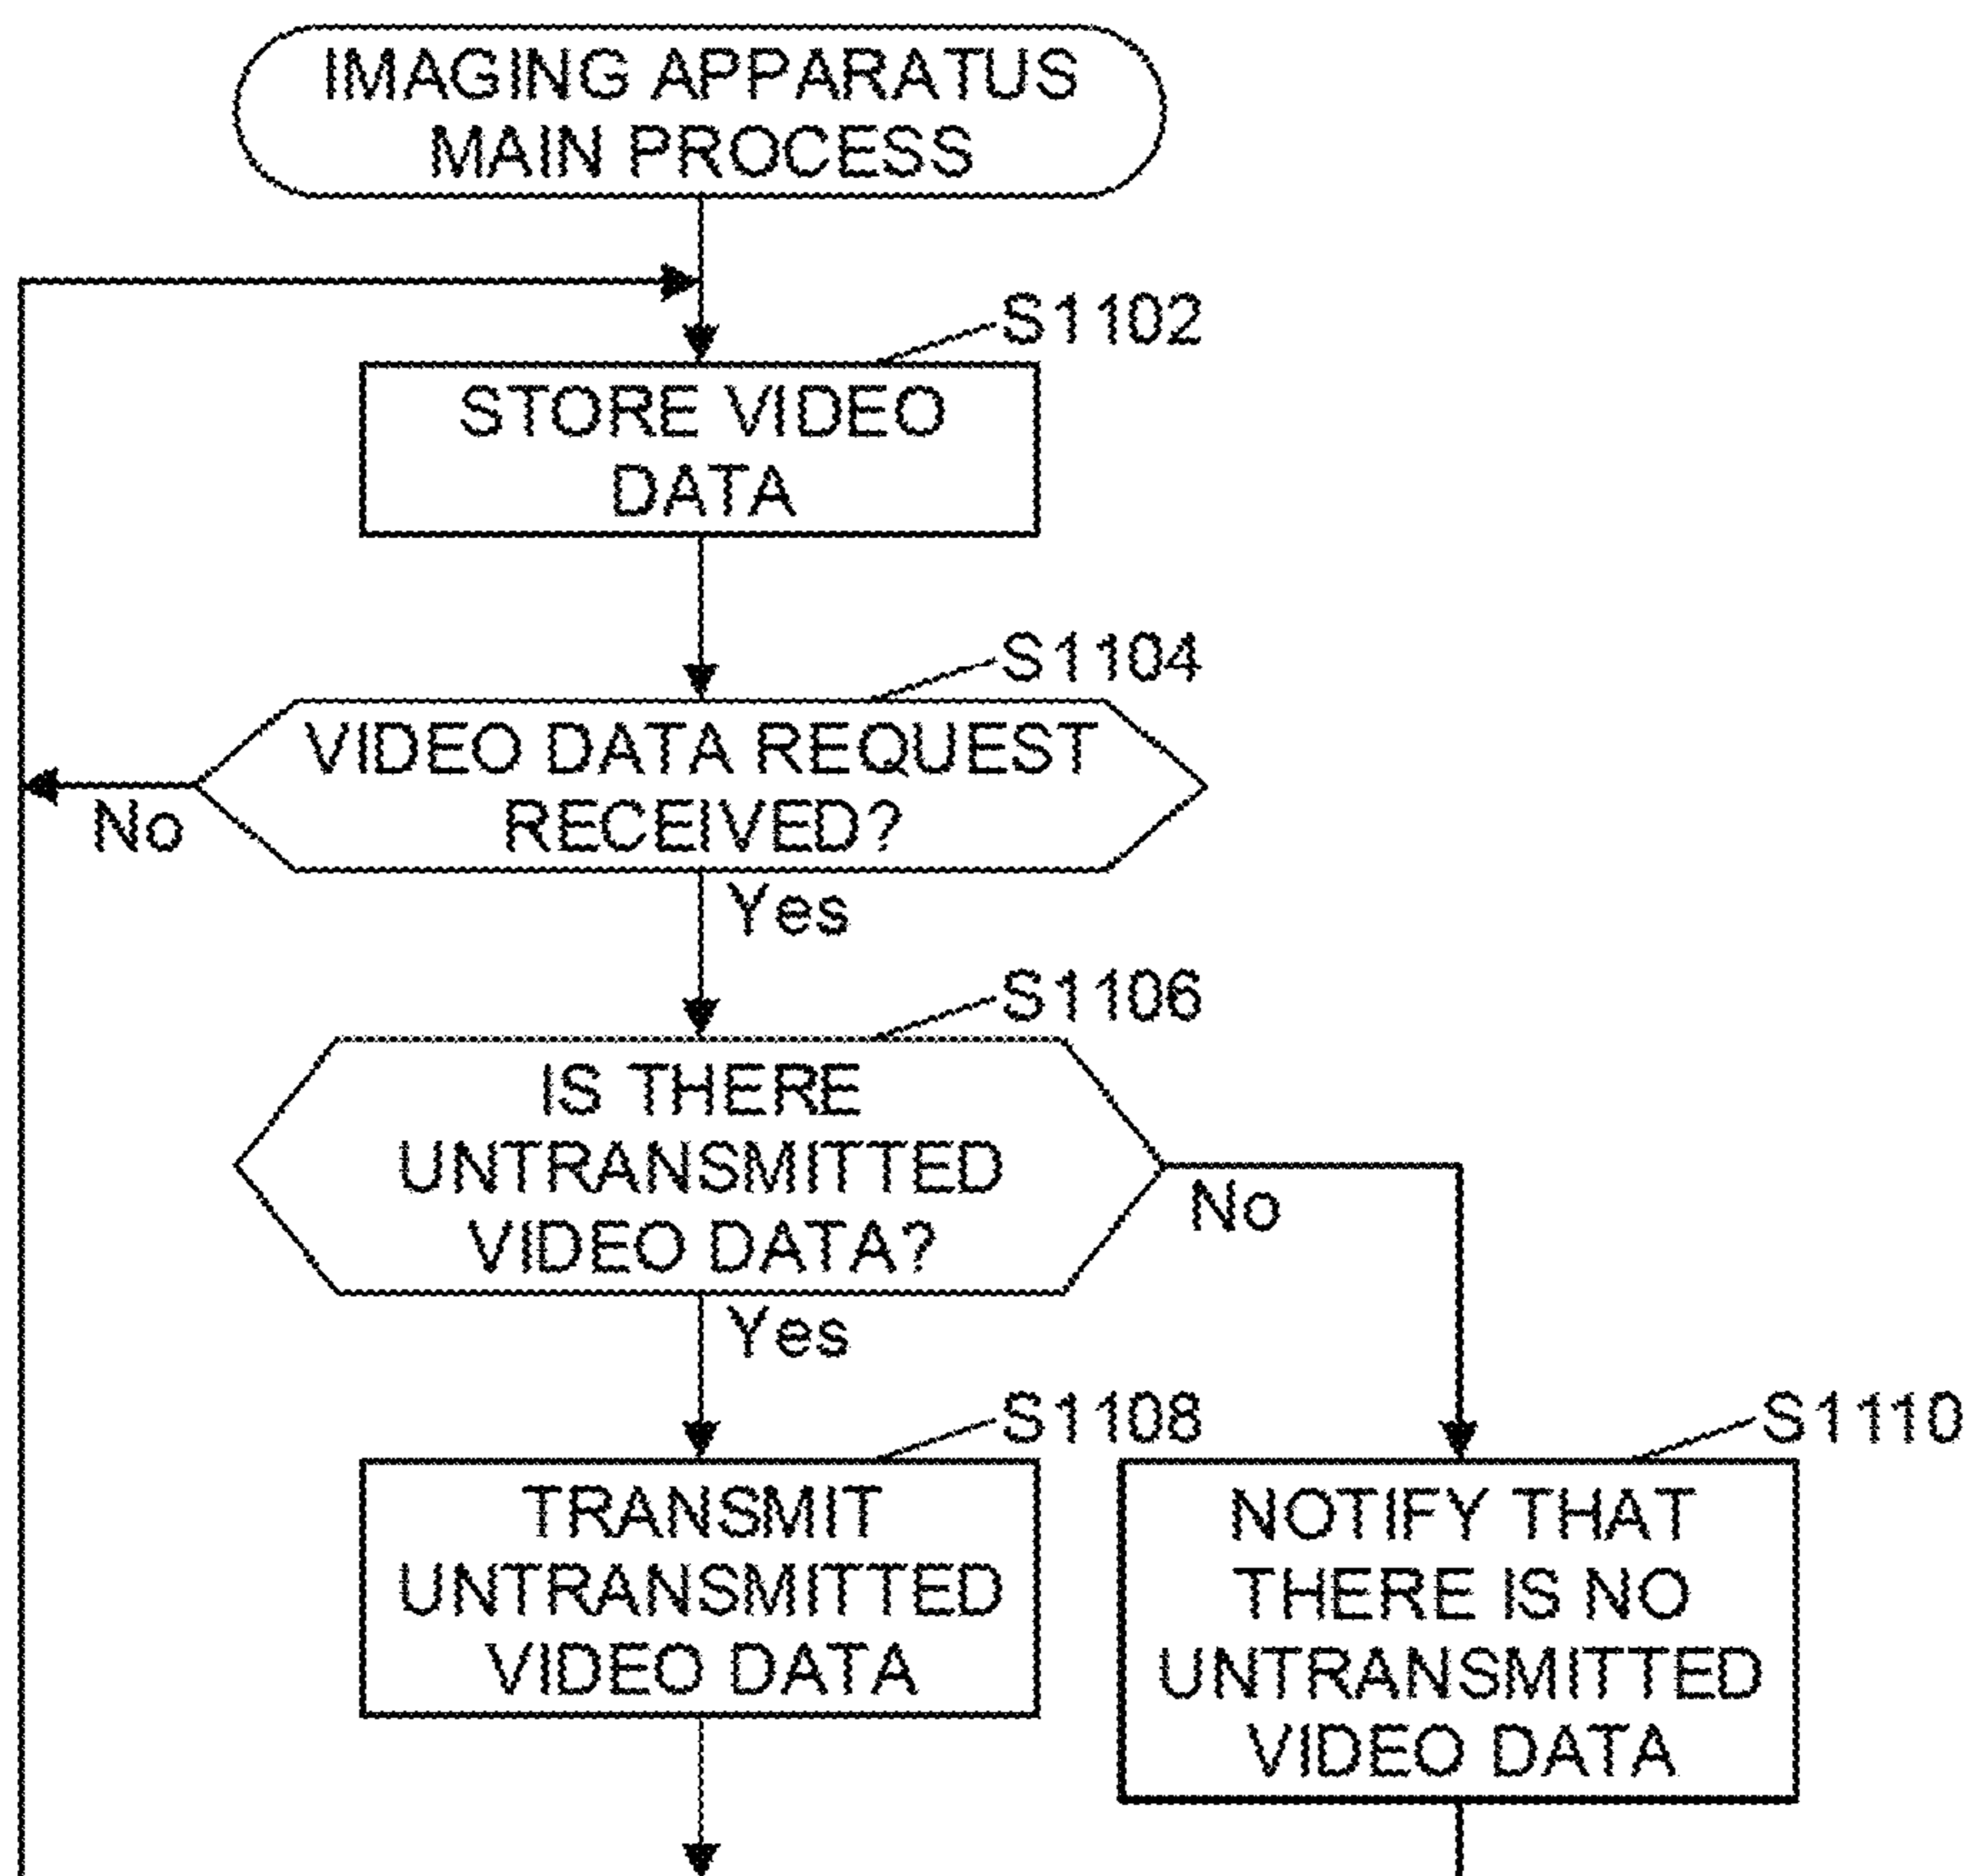 IMAGING APPARATUS
MAIN PROCESS
S1102
STORE VIDEO
DATA
S1104
VIDEO DATA REQUEST
RECEIVED?
No
Yes
S1106
IS THERE
UNTRANSMITTED
VIDEO DATA?
No
Yes
S1108
TRANSMIT
UNTRANSMITTED
VIDEO DATA
S1110
NOTIFY THAT
THERE IS NO
UNTRANSMITTED
VIDEO DATA